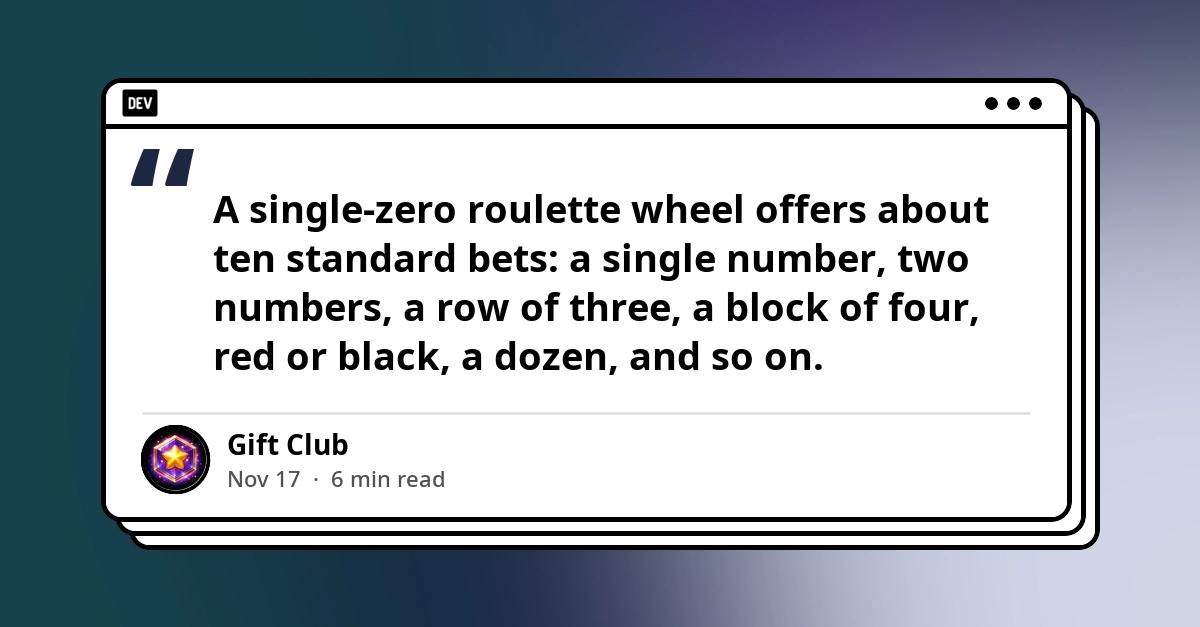 DEV
“
A single-zero roulette wheel offers about
ten standard bets: a single number, two
numbers, a row of three, a block of four,
red or black, a dozen, and so on.
Gift Club
Nov 17 · 6 min read